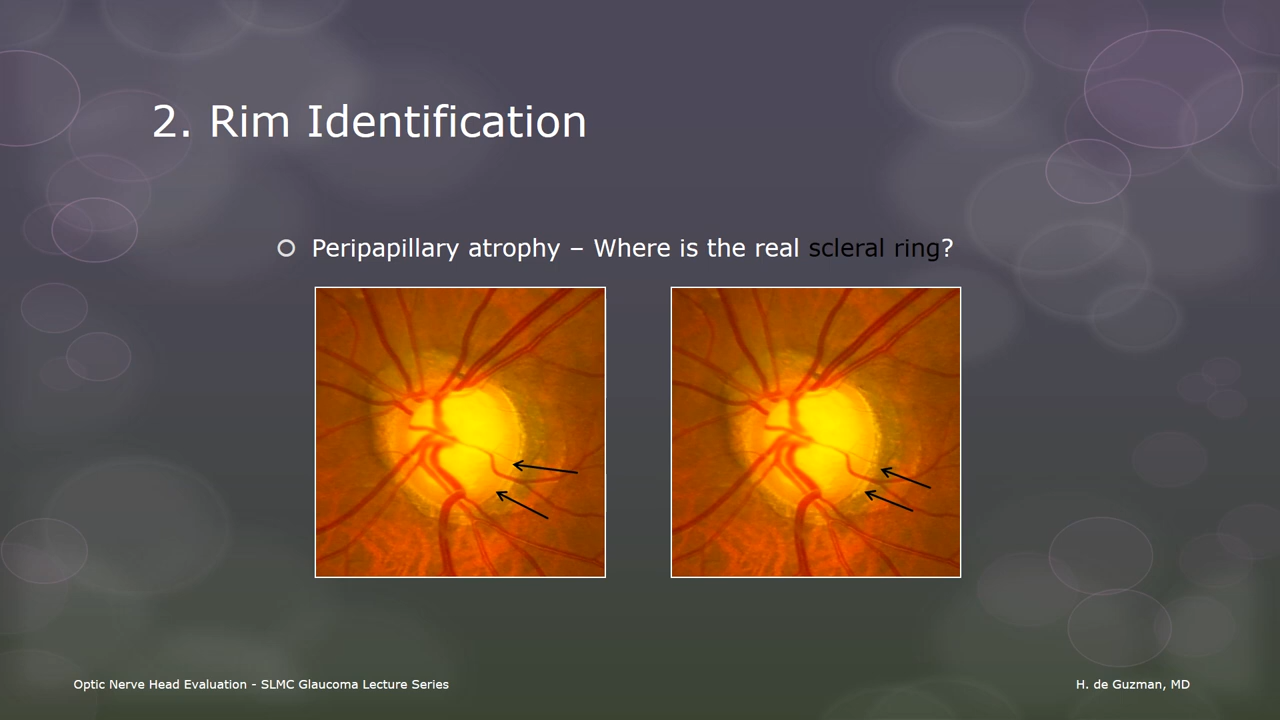 2. Rim Identification
Peripapillary atrophy – Where is the real scleral ring?
Optic Nerve Head Evaluation - SLMC Glaucoma Lecture Series
H. de Guzman, MD